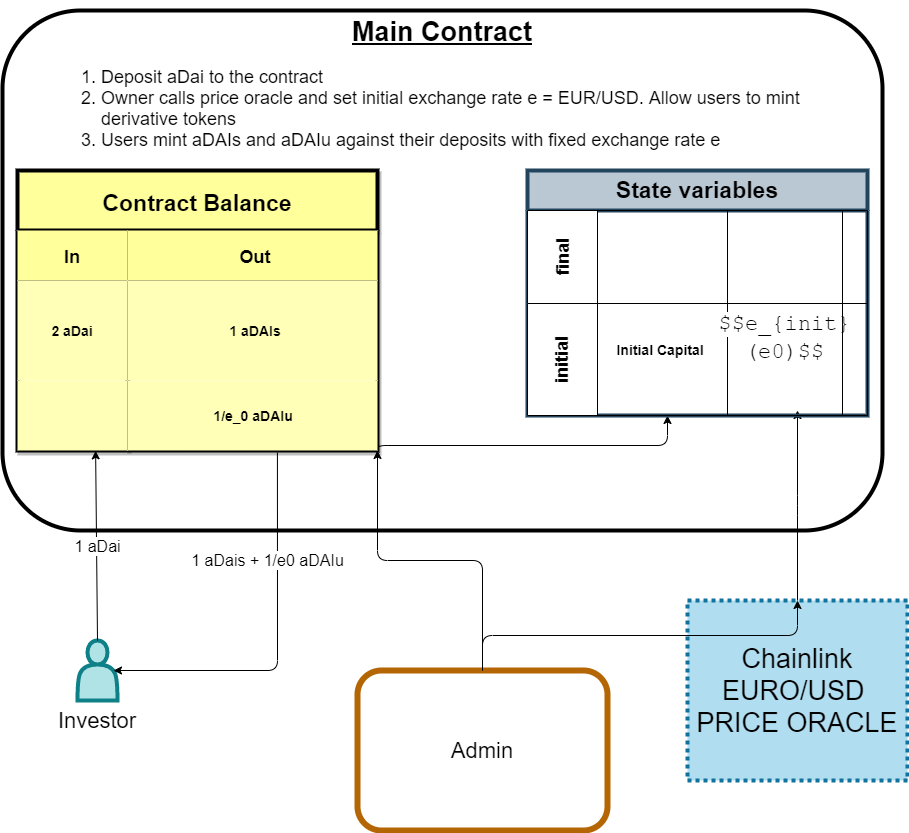 Main Contract
1. Deposit aDai to the contract
2. Owner calls price oracle and set initial exchange rate e = EUR/USD. Allow users to mint
derivative tokens
3. Users mint aDAIs and aDAIu against their deposits with fixed exchange rate e
Contract Balance
In
Out
2 aDai
1 aDAIs
1/e_0 aDAIu
State variables
final
initial
Initial Capital
$$e_{init}
(e0)$$
1 aDai
1 aDais + 1/e0 aDAIu
Investor
Admin
Chainlink
EURO/USD
PRICE ORACLE